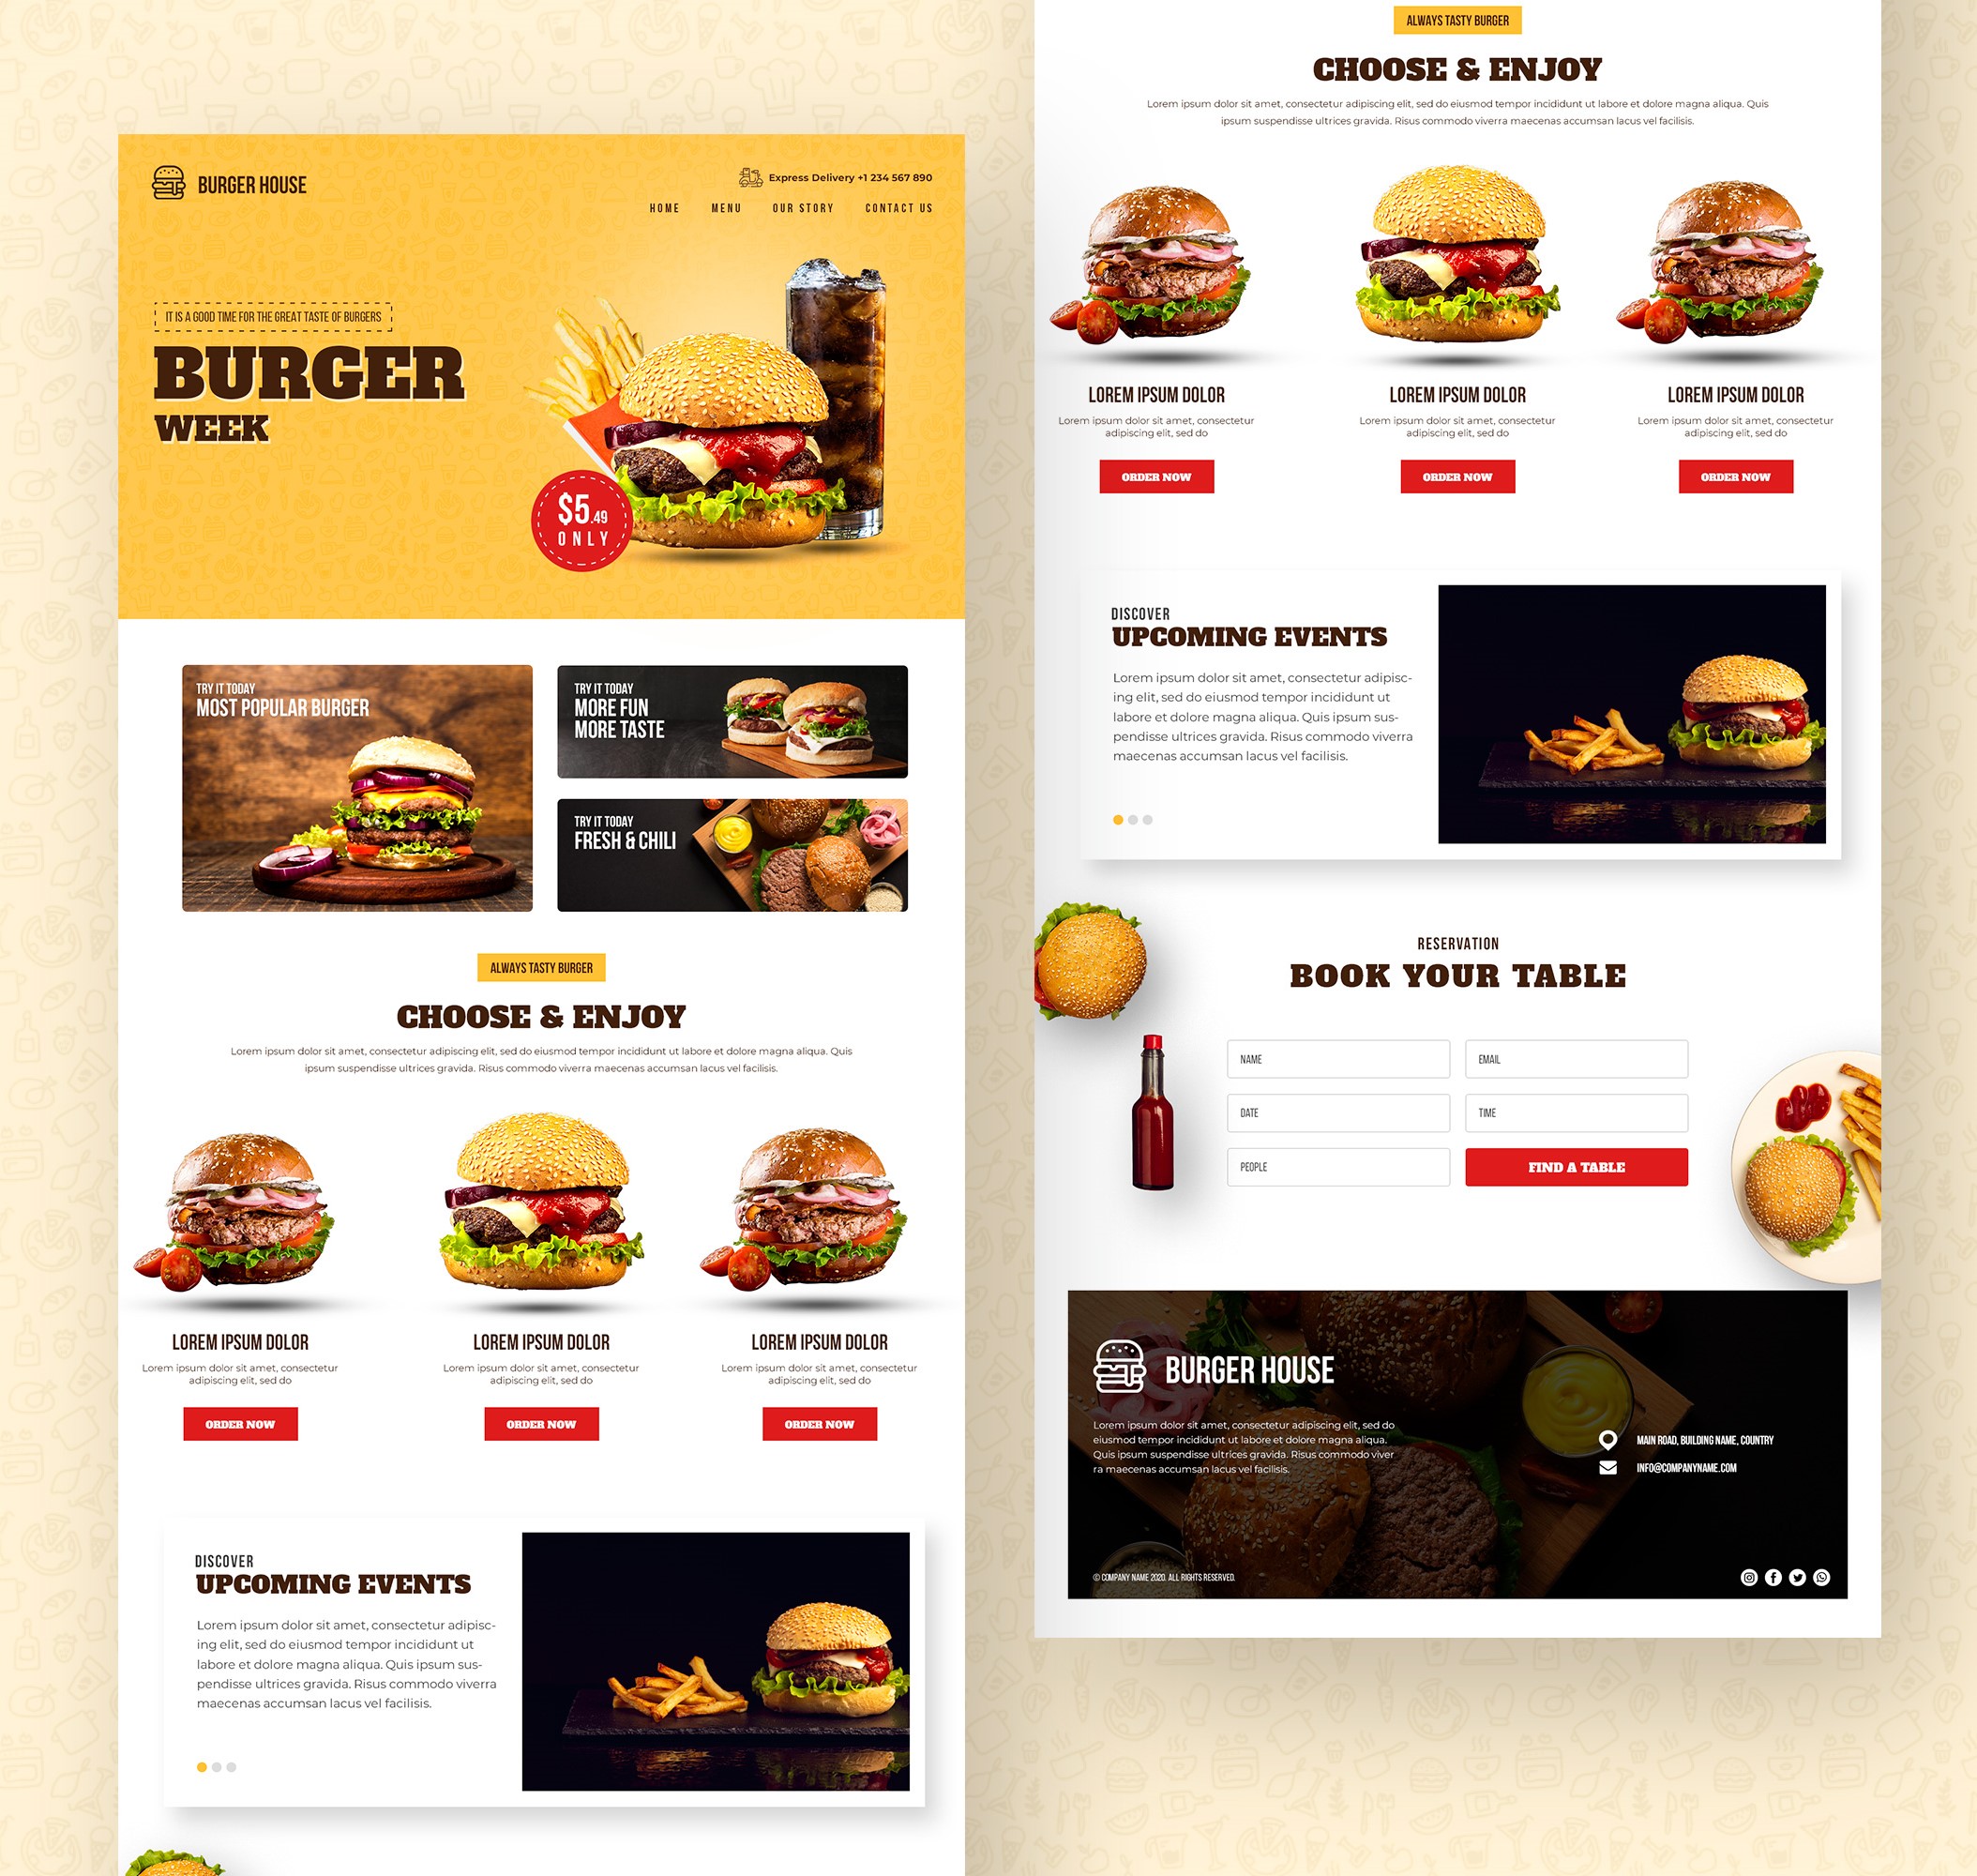 BURGER HOUSE
Express Delivery +1 234 567 890
HOME MENU OUR STORY CONTACT US
IT IS A GOOD TIME FOR THE GREAT TASTE OF BURGERS
BURGER
WEEK
$5.49
ONLY
TRY IT TODAY
MOST POPULAR BURGER
TRY IT TODAY
MORE FUN
MORE TASTE
TRY IT TODAY
FRESH & CHILI
ALWAYS TASTY BURGER
CHOOSE & ENJOY
Lorem ipsum dolor sit amet, consectetur adipiscing elit, sed do eiusmod tempor incididunt ut labore et dolore magna aliqua. Quis
ipsum suspendisse ultrices gravida. Risus commodo viverra maecenas accumsan lacus vel facilisis.
LOREM IPSUM DOLOR
Lorem ipsum dolor sit amet, consectetur
adipiscing elit, sed do
ORDER NOW
LOREM IPSUM DOLOR
Lorem ipsum dolor sit amet, consectetur
adipiscing elit, sed do
ORDER NOW
LOREM IPSUM DOLOR
Lorem ipsum dolor sit amet, consectetur
adipiscing elit, sed do
ORDER NOW
DISCOVER
UPCOMING EVENTS
Lorem ipsum dolor sit amet, consectetur adipisc-
ing elit, sed do eiusmod tempor incididunt ut
labore et dolore magna aliqua. Quis ipsum sus-
pendisse ultrices gravida. Risus commodo viverra
maecenas accumsan lacus vel facilisis.
ALWAYS TASTY BURGER
CHOOSE & ENJOY
Lorem ipsum dolor sit amet, consectetur adipiscing elit, sed do eiusmod tempor incididunt ut labore et dolore magna aliqua. Quis
ipsum suspendisse ultrices gravida. Risus commodo viverra maecenas accumsan lacus vel facilisis.
LOREM IPSUM DOLOR
Lorem ipsum dolor sit amet, consectetur
adipiscing elit, sed do
ORDER NOW
LOREM IPSUM DOLOR
Lorem ipsum dolor sit amet, consectetur
adipiscing elit, sed do
ORDER NOW
LOREM IPSUM DOLOR
Lorem ipsum dolor sit amet, consectetur
adipiscing elit, sed do
ORDER NOW
DISCOVER
UPCOMING EVENTS
Lorem ipsum dolor sit amet, consectetur adipisc-
ing elit, sed do eiusmod tempor incididunt ut
labore et dolore magna aliqua. Quis ipsum sus-
pendisse ultrices gravida. Risus commodo viverra
maecenas accumsan lacus vel facilisis.
RESERVATION
BOOK YOUR TABLE
NAME
EMAIL
DATE
TIME
PEOPLE
FIND A TABLE
BURGER HOUSE
Lorem ipsum dolor sit amet, consectetur adipiscing elit, sed do
eiusmod tempor incididunt ut labore et dolore magna aliqua.
Quis ipsum suspendisse ultrices gravida. Risus commodo viver
ra maecenas accumsan lacus vel facilisis.
MAIN ROAD, BUILDING NAME, COUNTRY
INFO@COMPANYNAME.COM
© COMPANY NAME 2020. ALL RIGHTS RESERVED.